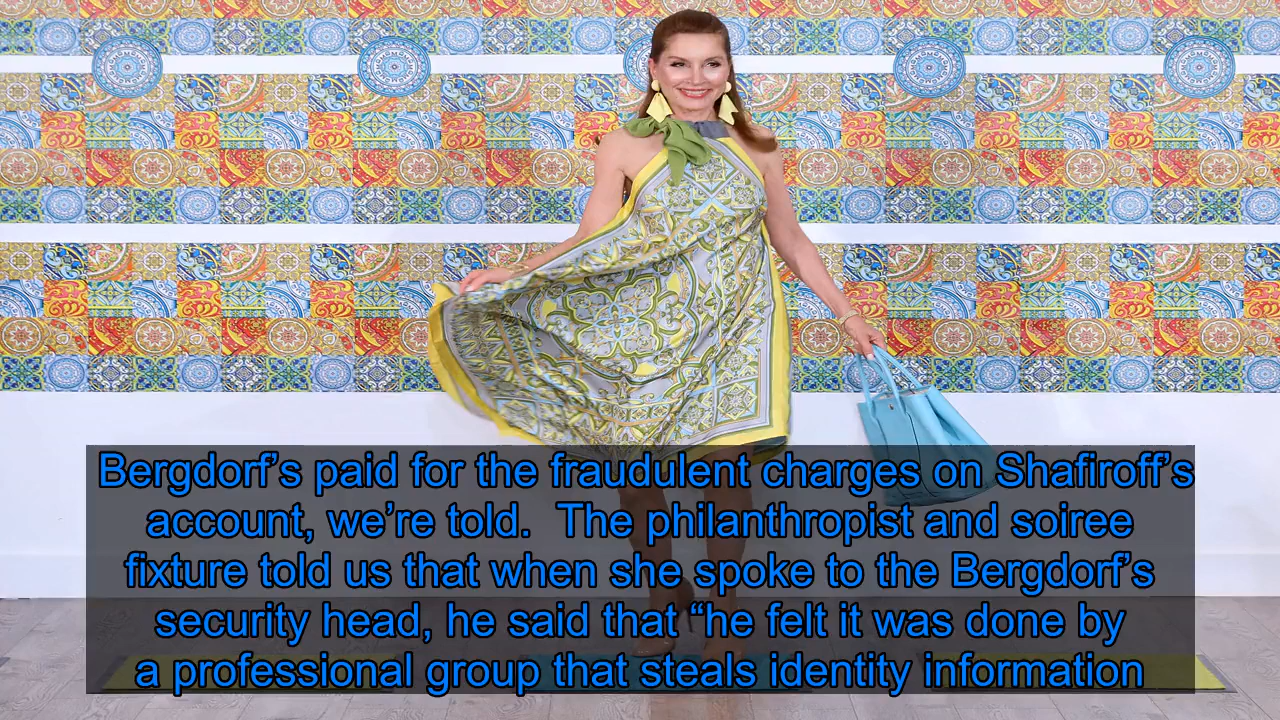 Bergdorf’s paid for the fraudulent charges on Shafiroff’s
account, we’re told.  The philanthropist and soiree
fixture told us that when she spoke to the Bergdorf’s
security head, he said that “he felt it was done by
a professional group that steals identity information